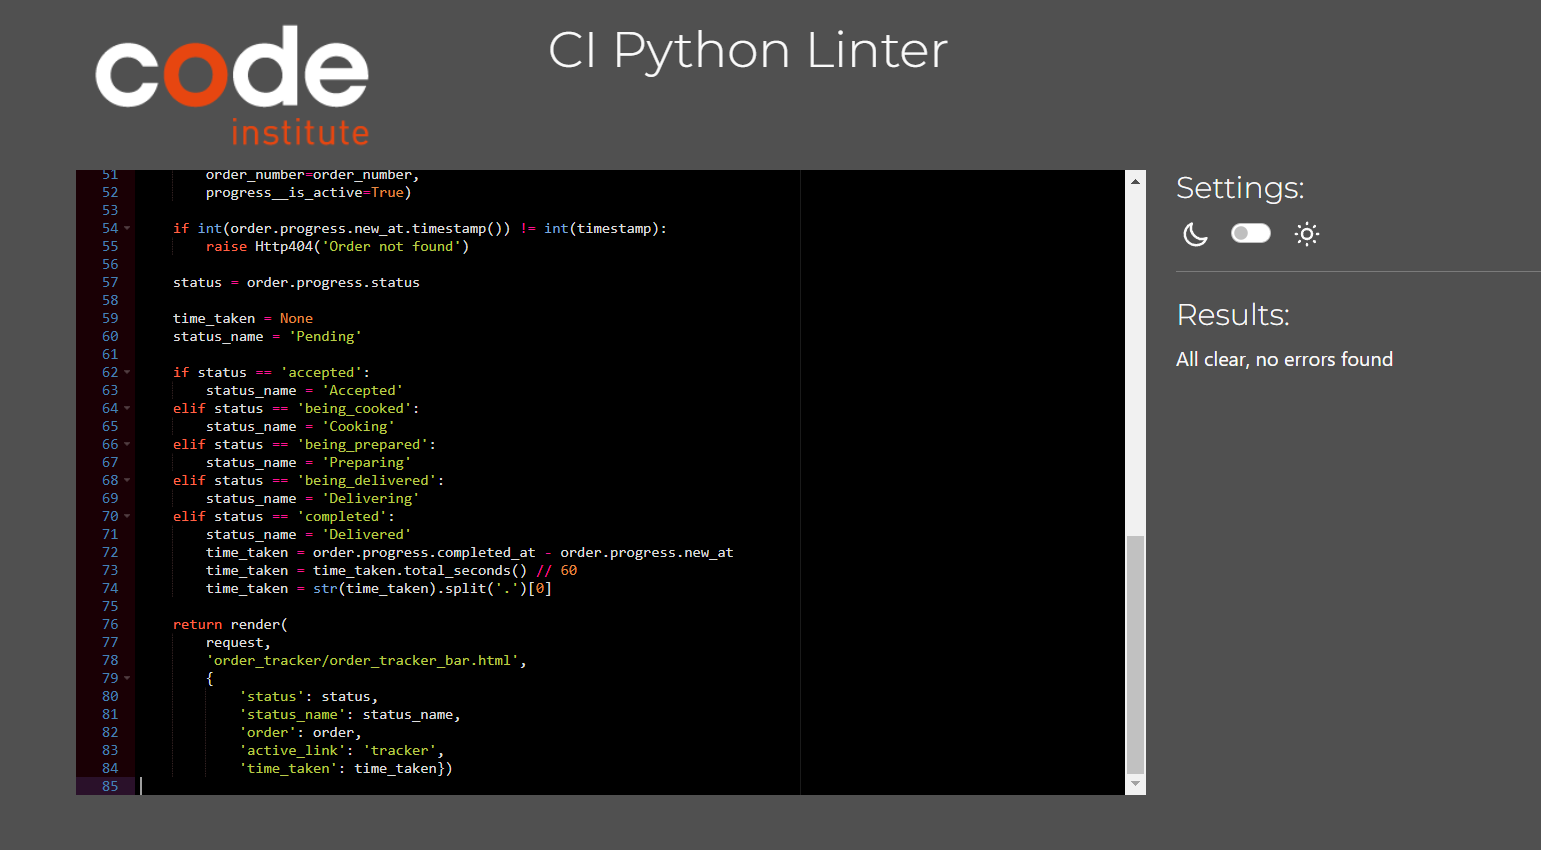 code
institute
CI Python Linter
51 order_number=order_number,
52 progress__is_active=True)
53
54 if int(order.progress.new_at.timestamp()) != int(timestamp):
55 raise Http404('Order not found')
56
57 status = order.progress.status
58
59 time_taken = None
60 status_name = 'Pending'
61
62 if status == 'accepted':
63 status_name = 'Accepted'
64 elif status == 'being_cooked':
65 status_name = 'Cooking'
66 elif status == 'being_prepared':
67 status_name = 'Preparing'
68 elif status == 'being_delivered':
69 status_name = 'Delivering'
70 elif status == 'completed':
71 status_name = 'Delivered'
72 time_taken = order.progress.completed_at - order.progress.new_at
73 time_taken = time_taken.total_seconds() // 60
74 time_taken = str(time_taken).split('.')[0]
75
76 return render(
77 request,
78 'order_tracker/order_tracker_bar.html',
79 {
80 'status': status,
81 'status_name': status_name,
82 'order': order,
83 'active_link': 'tracker',
84 'time_taken': time_taken})
85
Settings:
Results:
All clear, no errors found